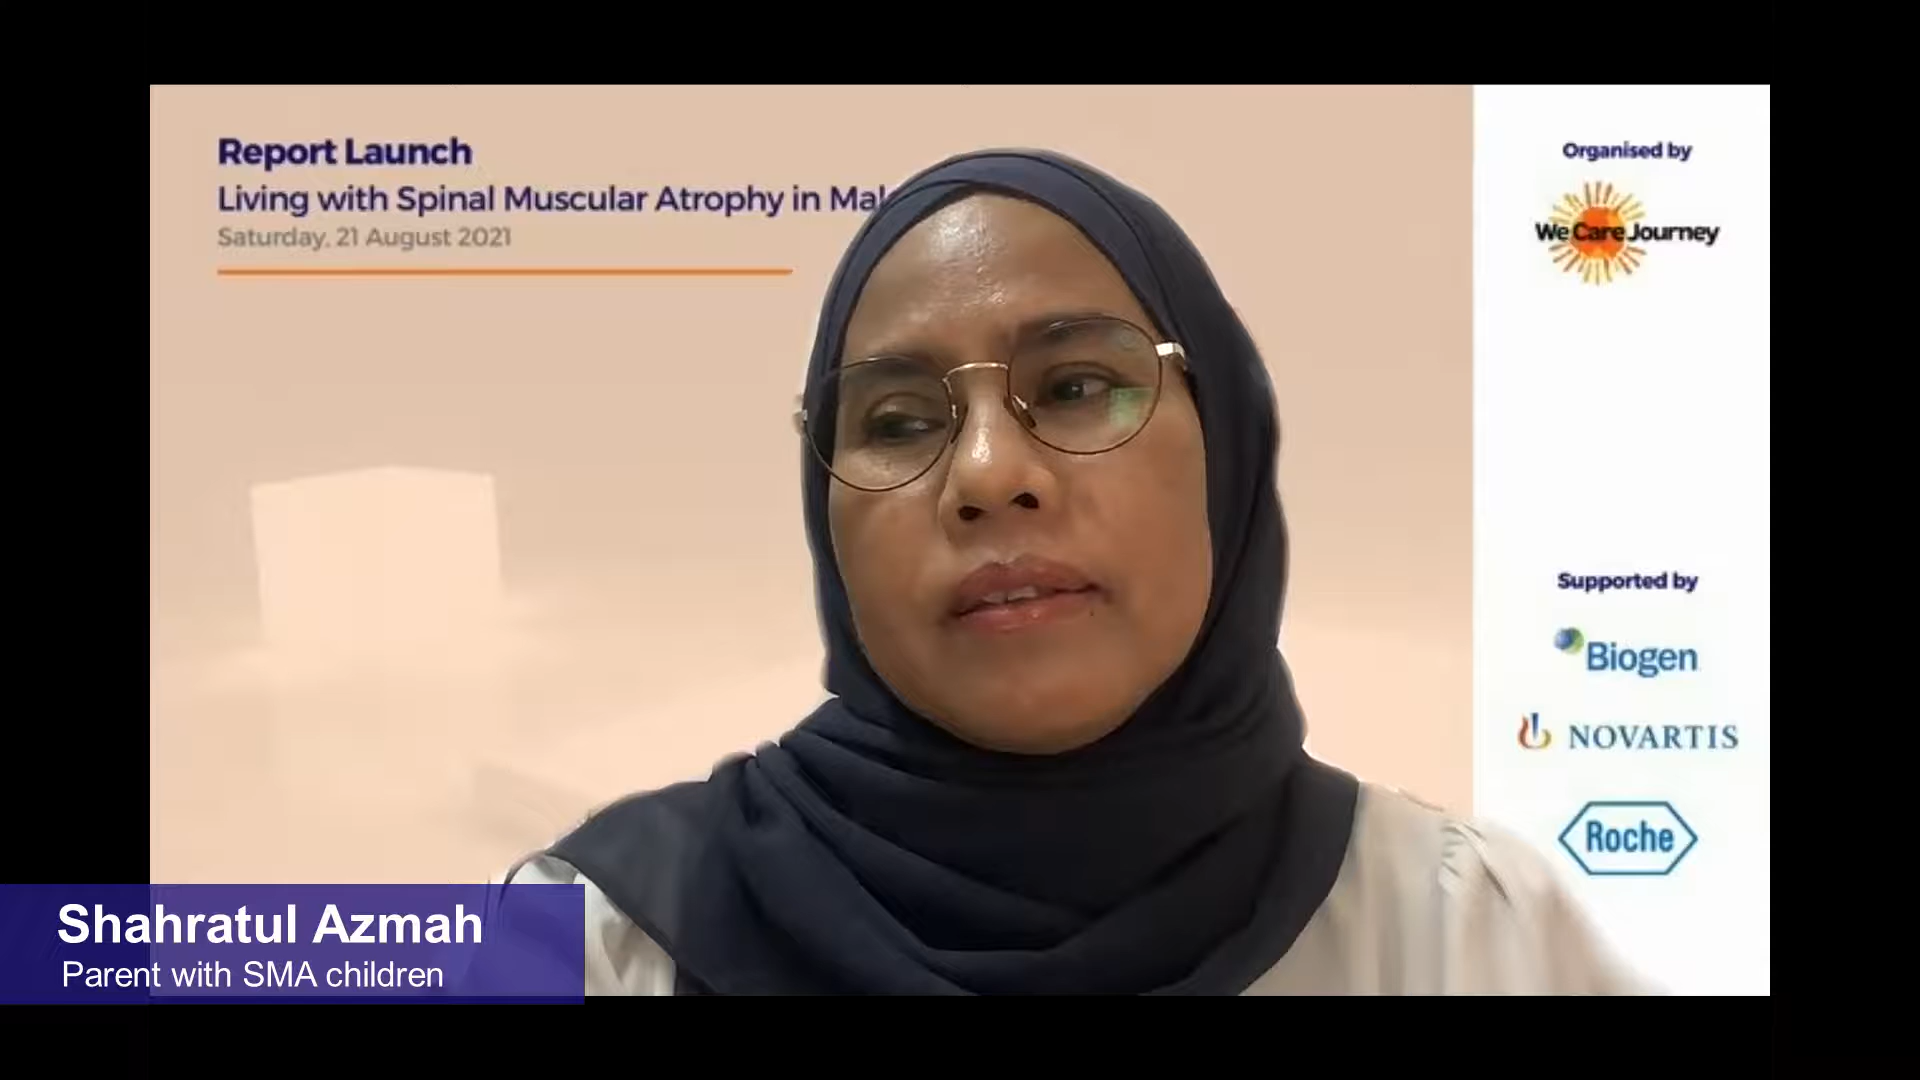 Report Launch
Living with Spinal Muscular Atrophy in Mal
Saturday, 21 August 2021
Organised by
We Care Journey
Supported by
Biogen
NOVARTIS
Roche
Shahratul Azmah
Parent with SMA children